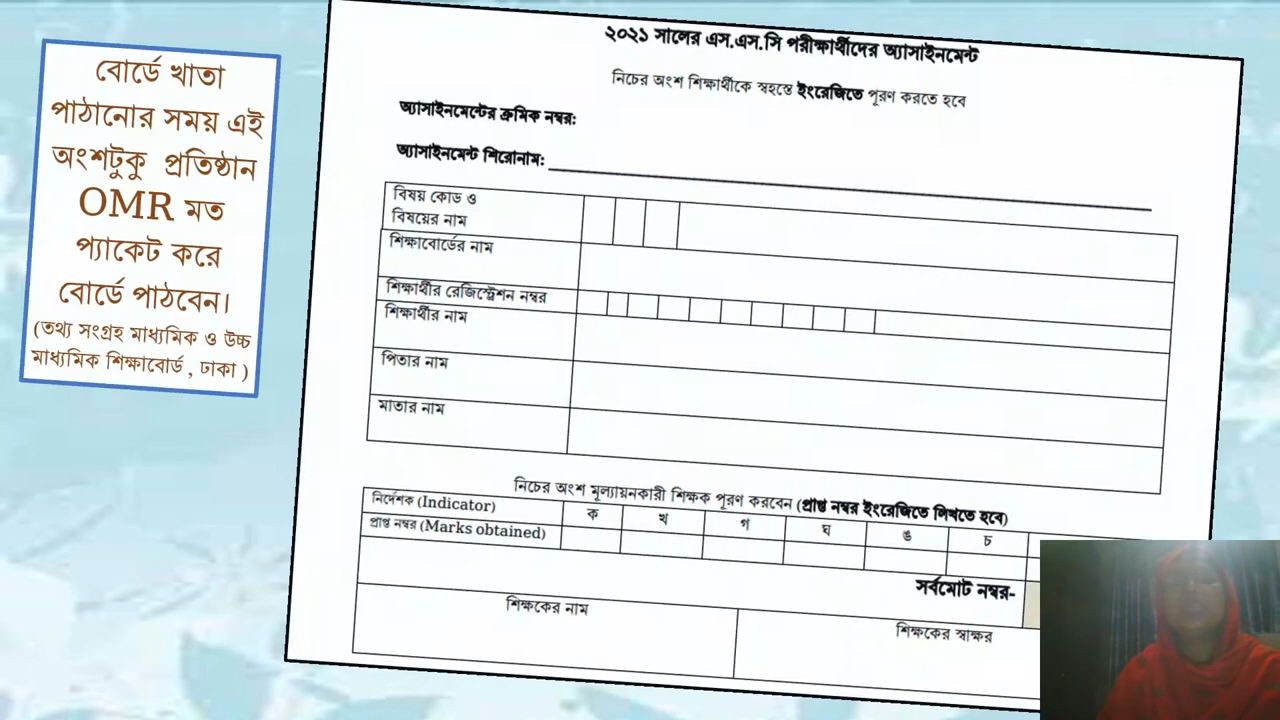 বোর্ডে খাতা
পাঠানোর সময় এই
অংশটুকু প্রতিষ্ঠান
OMR মত
প্যাকেট করে
বোর্ডে পাঠবেন।
(তথ্য সংগ্রহ মাধ্যমিক ও উচ্চ
মাধ্যমিক শিক্ষাবোর্ড , ঢাকা )
২০২১ সালের এস.এস.সি পরীক্ষার্থীদের অ্যাসাইনমেন্ট
নিচের অংশ শিক্ষার্থীকে স্বহস্তে ইংরেজিতে পূরণ করতে হবে
অ্যাসাইনমেন্টের ক্রমিক নম্বর:
অ্যাসাইনমেন্ট শিরোনাম:
বিষয় কোড ও
বিষয়ের নাম
শিক্ষাবোর্ডের নাম
শিক্ষার্থীর রেজিস্ট্রেশন নম্বর
শিক্ষার্থীর নাম
পিতার নাম
মাতার নাম
নিচের অংশ মূল্যায়নকারী শিক্ষক পূরণ করবেন (প্রাপ্ত নম্বর ইংরেজিতে লিখতে হবে)
নির্দেশক (Indicator) ক খ গ ঘ ঙ চ
প্রাপ্ত নম্বর (Marks obtained)
সর্বমোট নম্বর-
শিক্ষকের নাম শিক্ষকের স্বাক্ষর